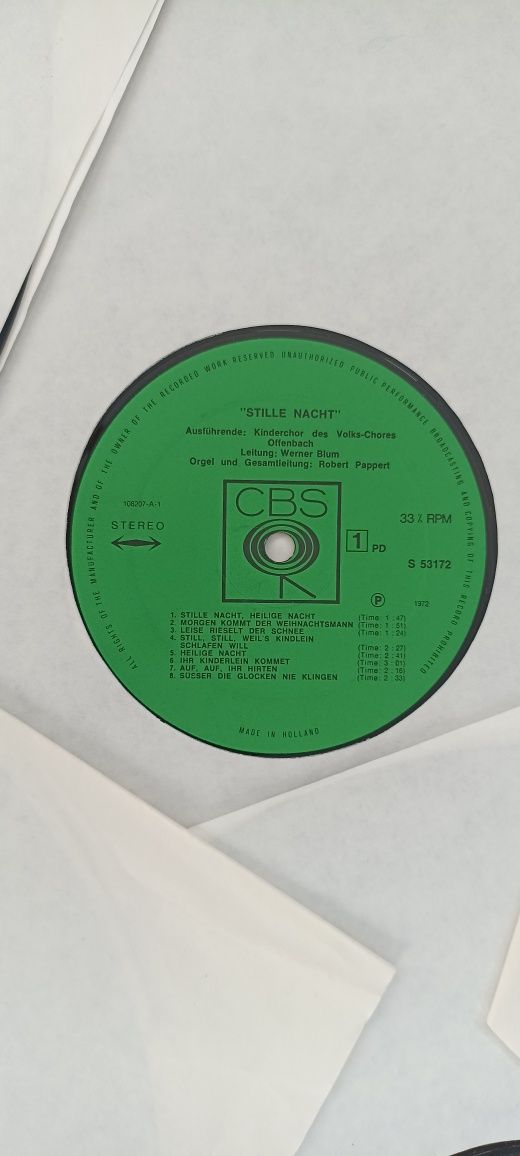 ALL RIGHTS OF THE MANUFACTURER AND OF THE OWNER OF THE RECORDED WORK RESERVED UNAUTHORIZED PUBLIC PERFORMANCE BROADCASTING AND COPYING OF THIS RECORD PROHIBITED
"STILLE NACHT"
Ausführende: Kinderchor des Volks-Chores
Offenbach
Leitung: Werner Blum
Orgel und Gesamtleitung: Robert Pappert
CBS
108207-A-1
STEREO
1 PD
33 ⅓ RPM
S 53172
Ⓟ 1972
1. STILLE NACHT, HEILIGE NACHT (Time: 1:47)
2. MORGEN KOMMT DER WEIHNACHTSMANN (Time: 1:51)
3. LEISE RIESELT DER SCHNEE (Time: 1:24)
4. STILL, STILL, WEIL'S KINDLEIN
SCHLAFEN WILL (Time: 2:27)
5. HEILIGE NACHT (Time: 2:41)
6 IHR KINDERLEIN KOMMET (Time: 3:01)
7. AUF, AUF, IHR HIRTEN (Time: 2:16)
8. SÜSSER DIE GLOCKEN NIE KLINGEN (Time: 2:33)
MADE IN HOLLAND